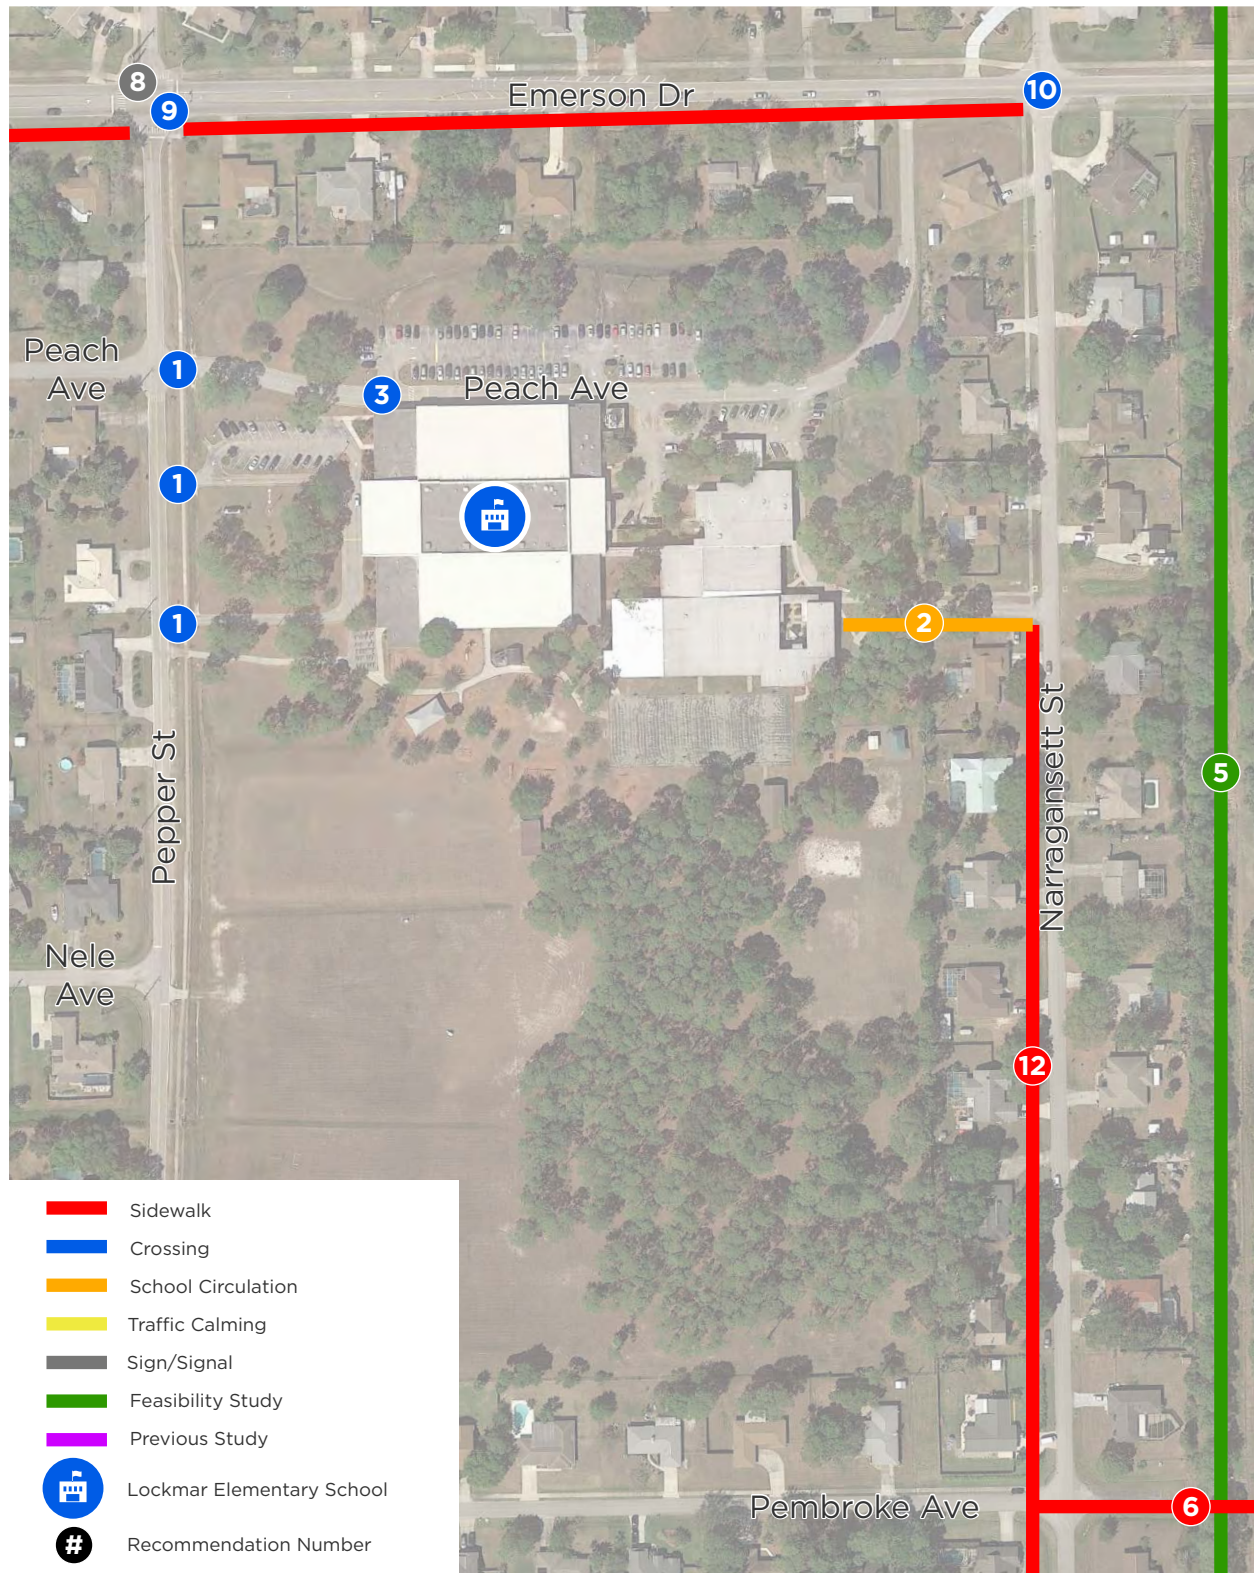 8
9
Emerson Dr
10
Peach
Ave
1
3
Peach Ave
1
1
2
Narragansett St
Pepper St
5
Nele
Ave
12
Sidewalk
Crossing
School Circulation
Traffic Calming
Sign/Signal
Feasibility Study
Previous Study
Lockmar Elementary School
# Recommendation Number
Pembroke Ave
6